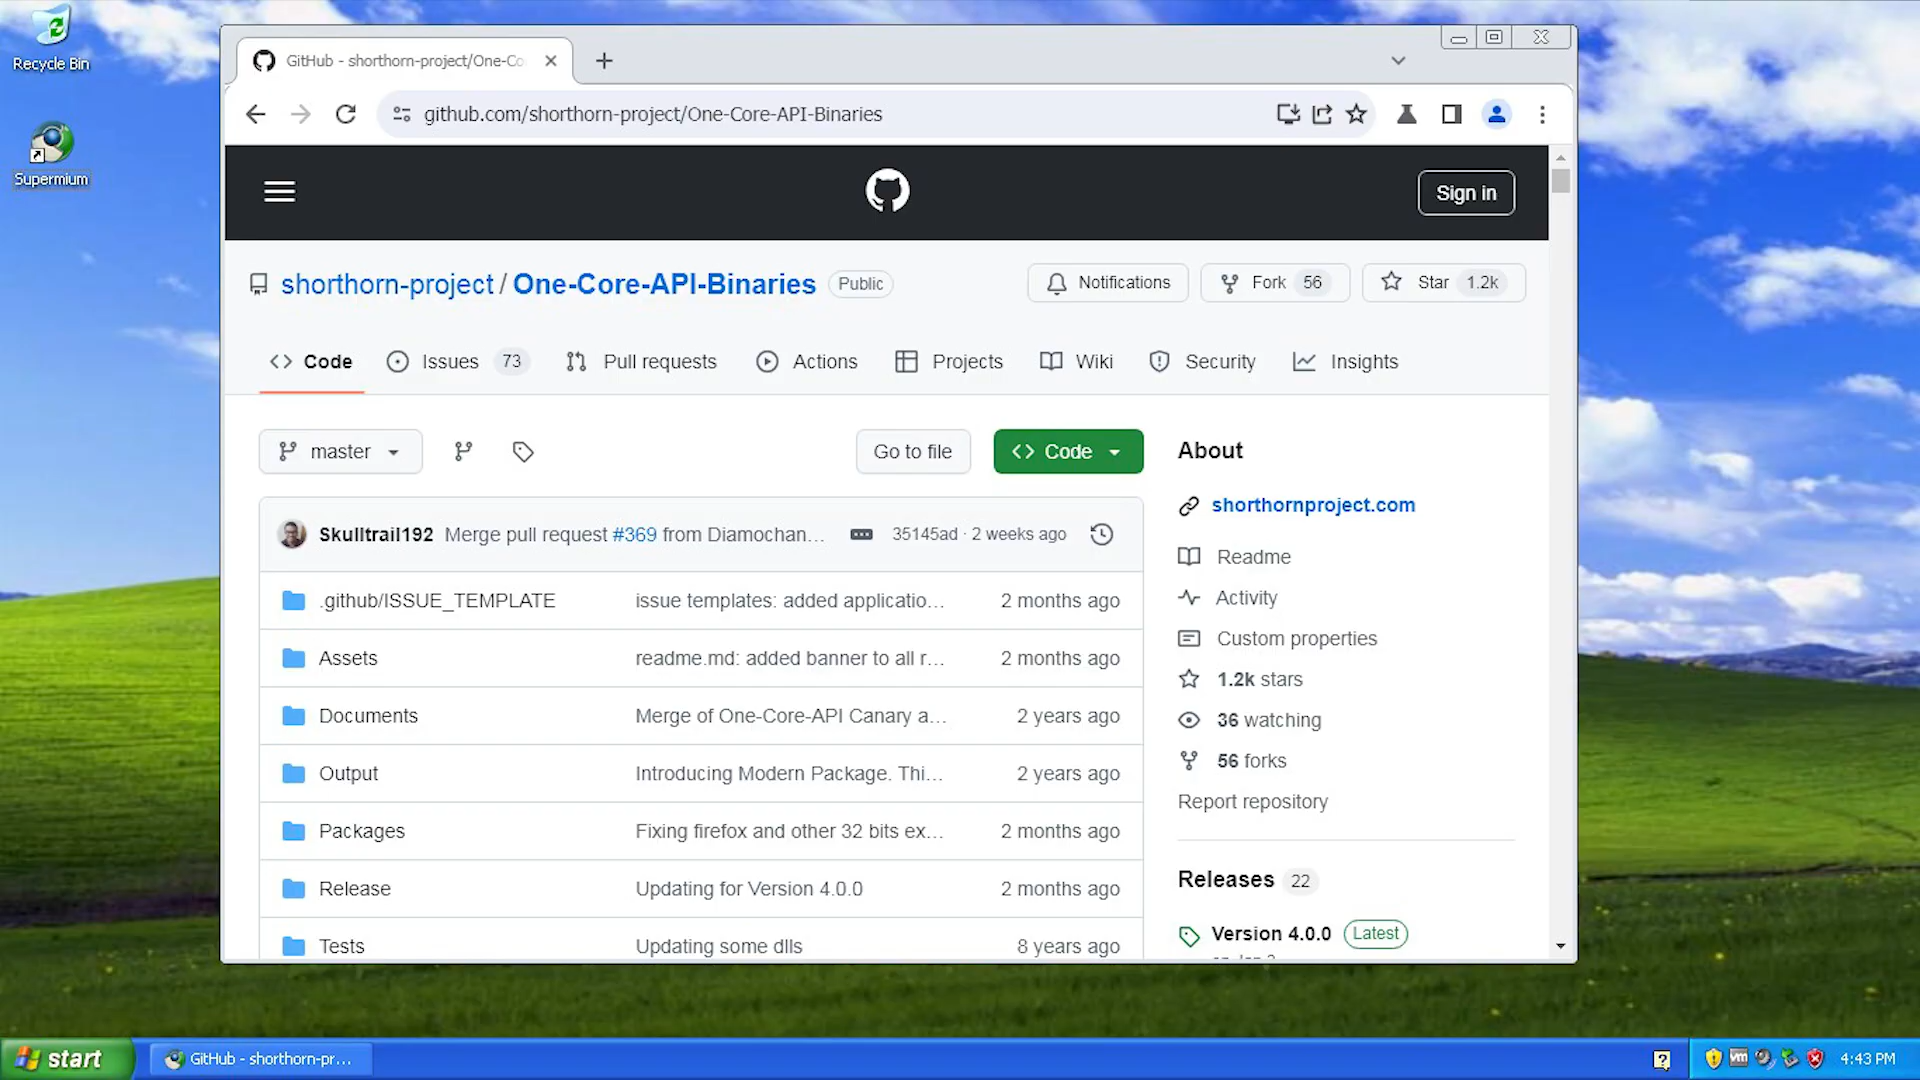 Recycle Bin
Supermium
GitHub - shorthorn-project/One-Co
github.com/shorthorn-project/One-Core-API-Binaries
Sign in
shorthorn-project / One-Core-API-Binaries Public
Notifications
Fork 56
Star 1.2k
Code
Issues 73
Pull requests
Actions
Projects
Wiki
Security
Insights
master
Go to file
Code
Skulltrail192 Merge pull request #369 from Diamochan... 35145ad · 2 weeks ago
.github/ISSUE_TEMPLATE issue templates: added applicatio... 2 months ago
Assets readme.md: added banner to all r... 2 months ago
Documents Merge of One-Core-API Canary a... 2 years ago
Output Introducing Modern Package. Thi... 2 years ago
Packages Fixing firefox and other 32 bits ex... 2 months ago
Release Updating for Version 4.0.0 2 months ago
Tests Updating some dlls 8 years ago
About
shorthornproject.com
Readme
Activity
Custom properties
1.2k stars
36 watching
56 forks
Report repository
Releases 22
Version 4.0.0 Latest
start
GitHub - shorthorn-pr...
vm
4:43 PM